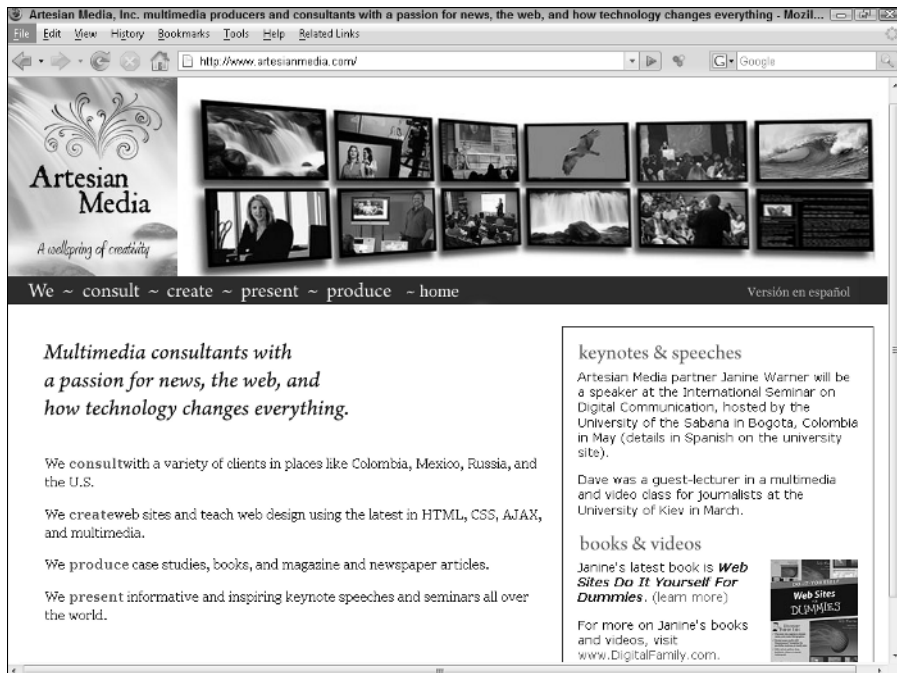 Artesian Media, Inc. multimedia producers and consultants with a passion for news, the web, and how technology changes everything - Mozil...
File Edit View History Bookmarks Tools Help Related Links
http://www.artesianmedia.com/
Google
Artesian
Media
A wellspring of creativity
We ~ consult ~ create ~ present ~ produce ~ home
Versión en español
Multimedia consultants with
a passion for news, the web, and
how technology changes everything.
We consultwith a variety of clients in places like Colombia, Mexico, Russia, and
the U.S.
We createweb sites and teach web design using the latest in HTML, CSS, AJAX,
and multimedia.
We produce case studies, books, and magazine and newspaper articles.
We present informative and inspiring keynote speeches and seminars all over
the world.
keynotes & speeches
Artesian Media partner Janine Warner will be
a speaker at the International Seminar on
Digital Communication, hosted by the
University of the Sabana in Bogota, Colombia
in May (details in Spanish on the university
site).
Dave was a guest-lecturer in a multimedia
and video class for journalists at the
University of Kiev in March.
books & videos
Janine's latest book is Web
Sites Do It Yourself For
Dummies. (learn more)
For more on Janine's books
and videos, visit
www.DigitalFamily.com.
Web Sites
DUMMIES